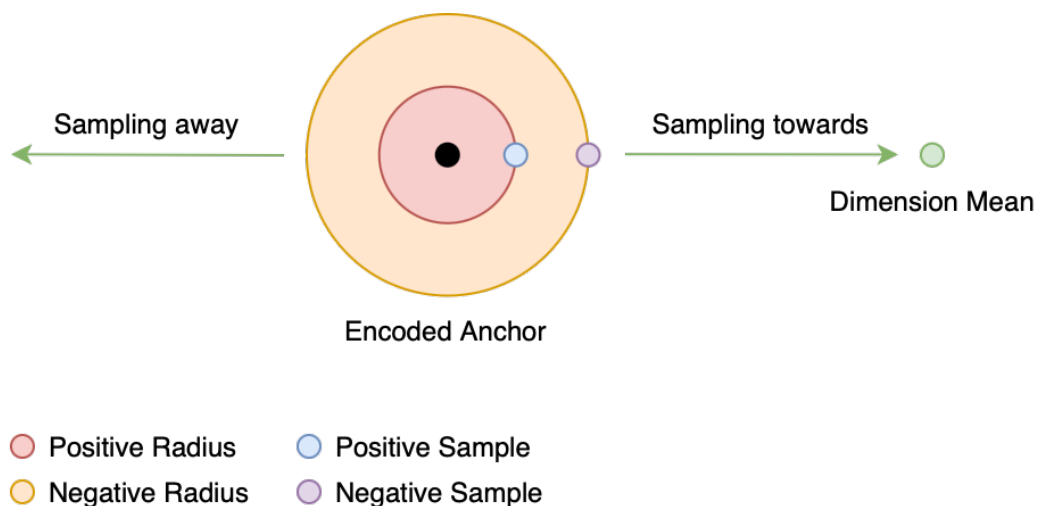 Sampling away
Sampling towards
Dimension Mean
Encoded Anchor
Positive Radius
Positive Sample
Negative Radius
Negative Sample